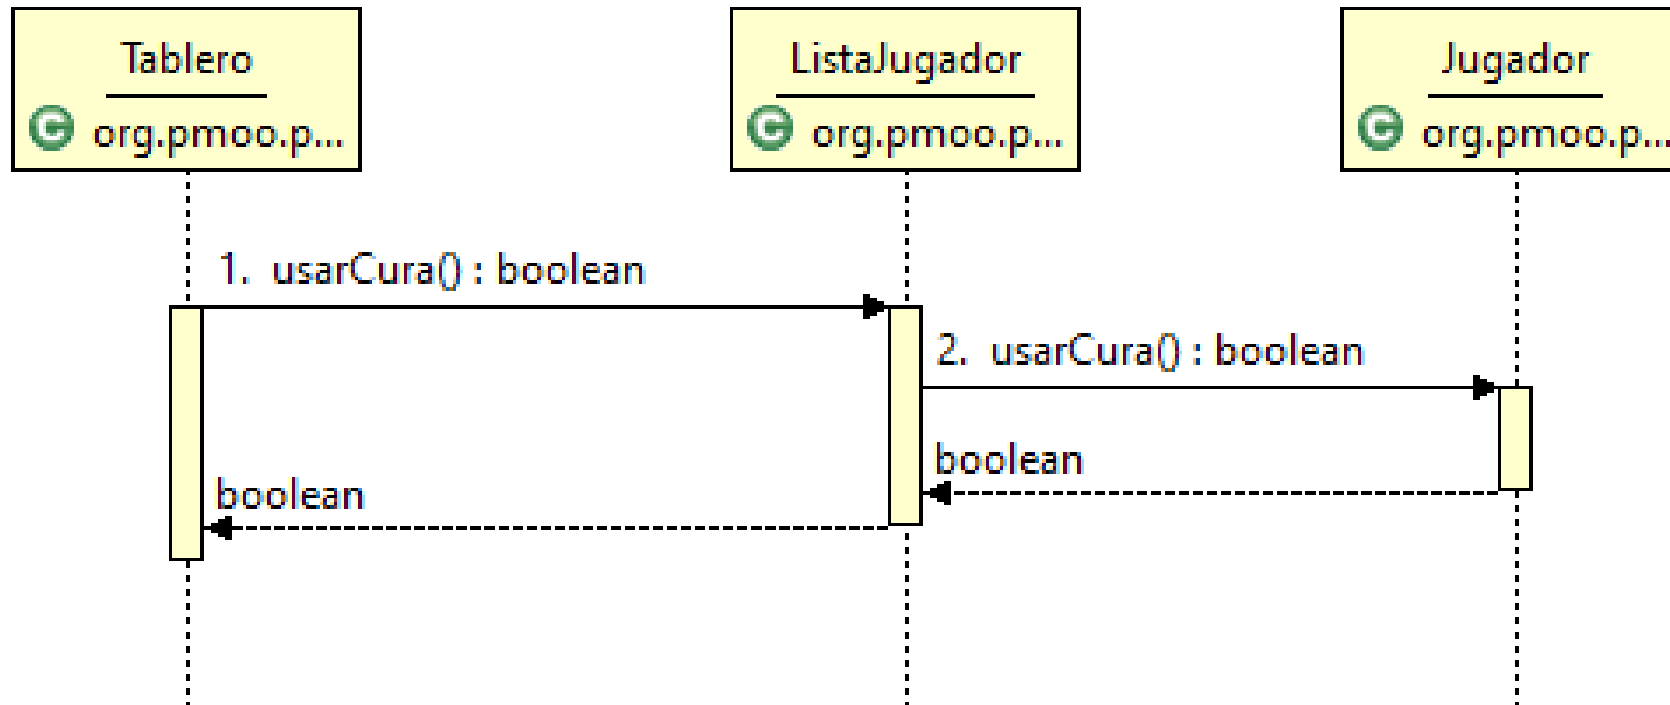 Tablero
org.pmoo.p...
ListaJugador
org.pmoo.p...
Jugador
org.pmoo.p...
1. usarCura() : boolean
2. usarCura() : boolean
boolean
boolean